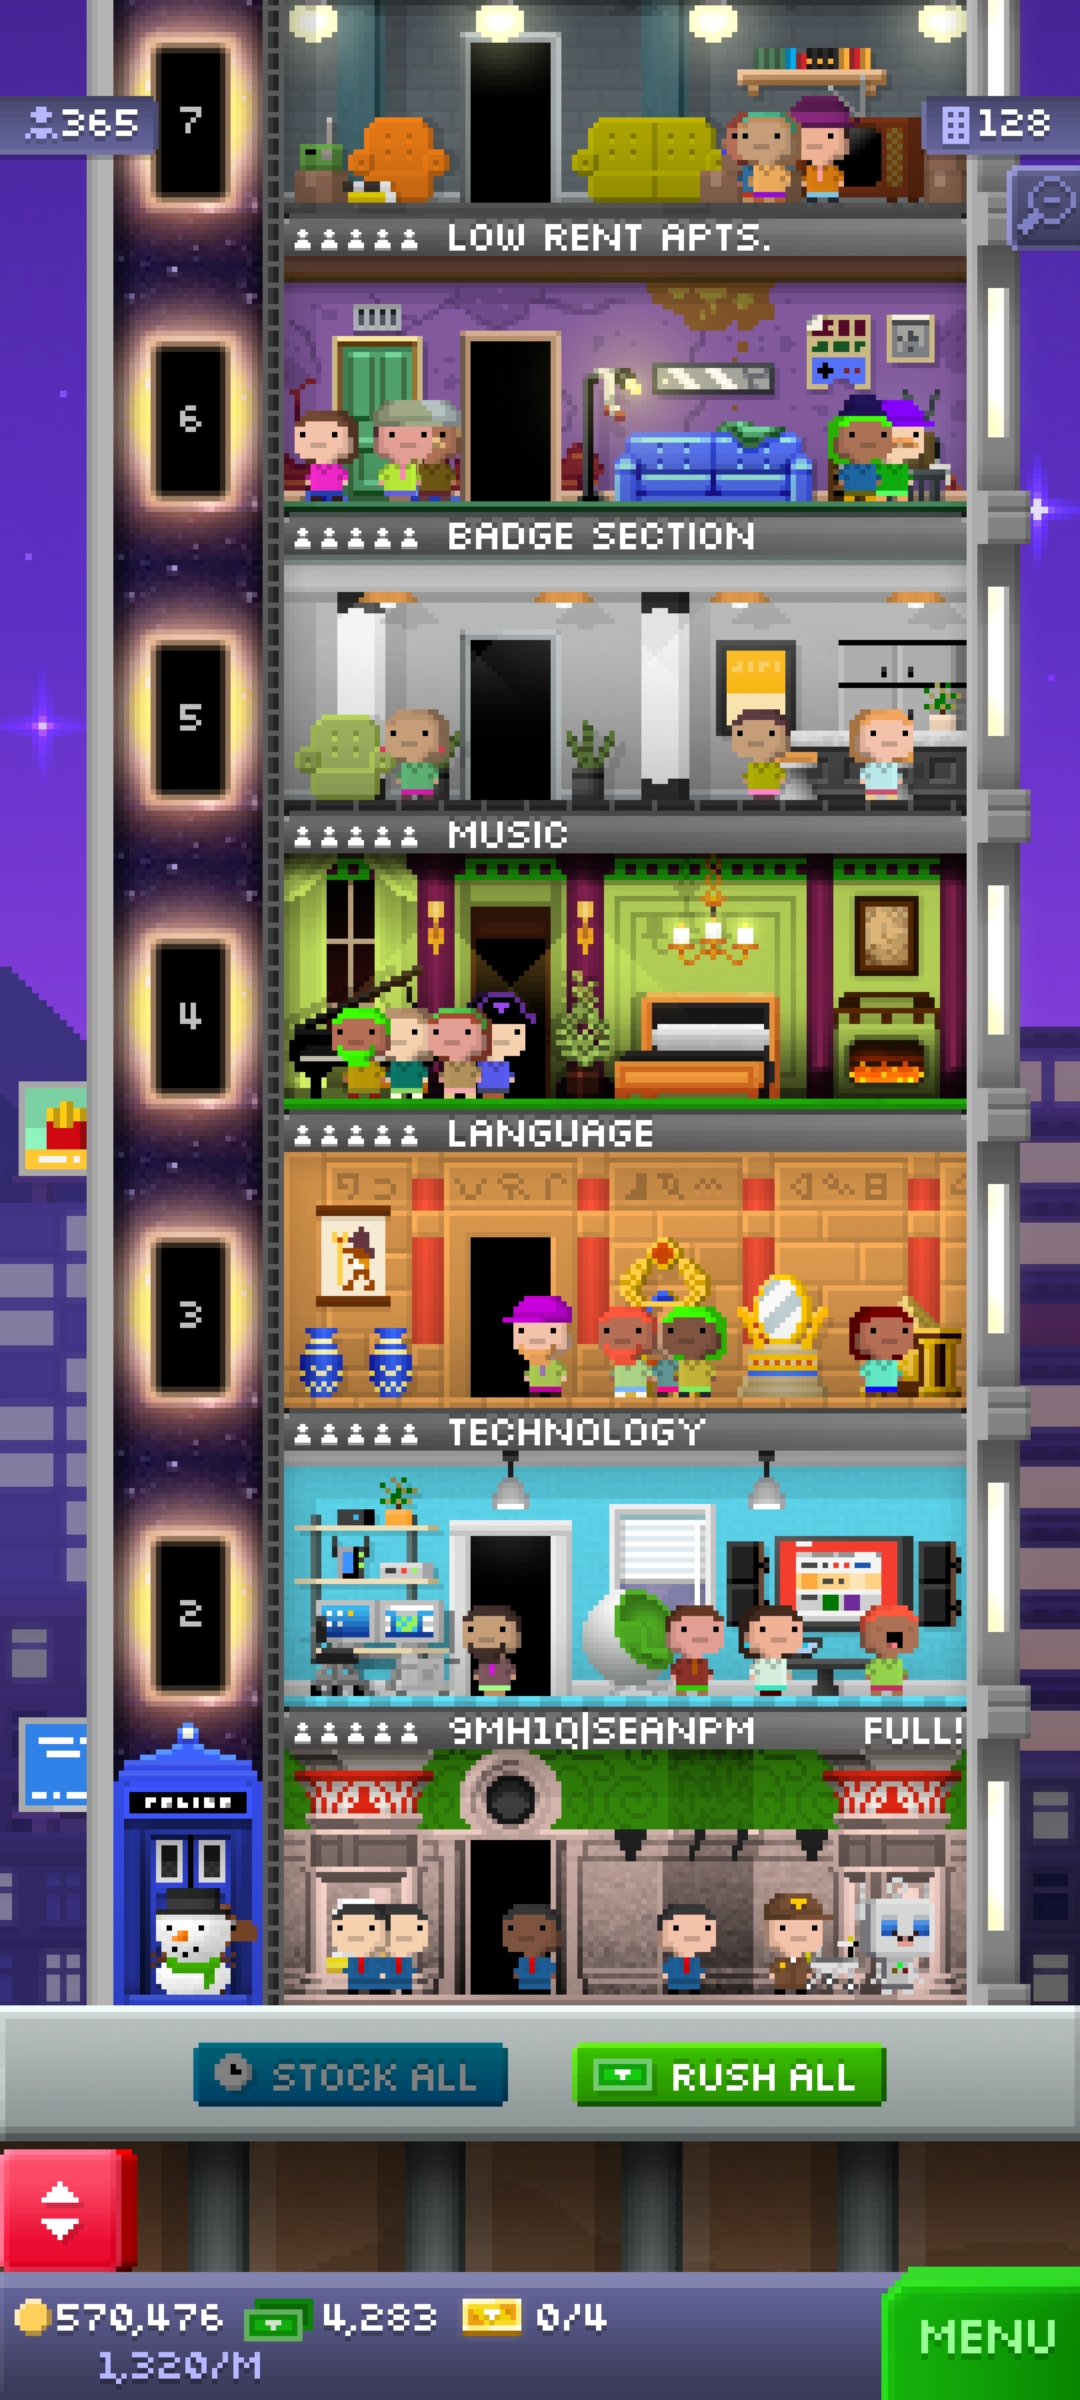 7
365
128
LOW RENT APTS.
6
BADGE SECTION
5
MUSIC
4
LANGUAGE
3
TECHNOLOGY
2
9MH1Q|SEANPM FULL!
POLICE
STOCK ALL
RUSH ALL
570,476 4,283 0/4
1,320/M
MENU